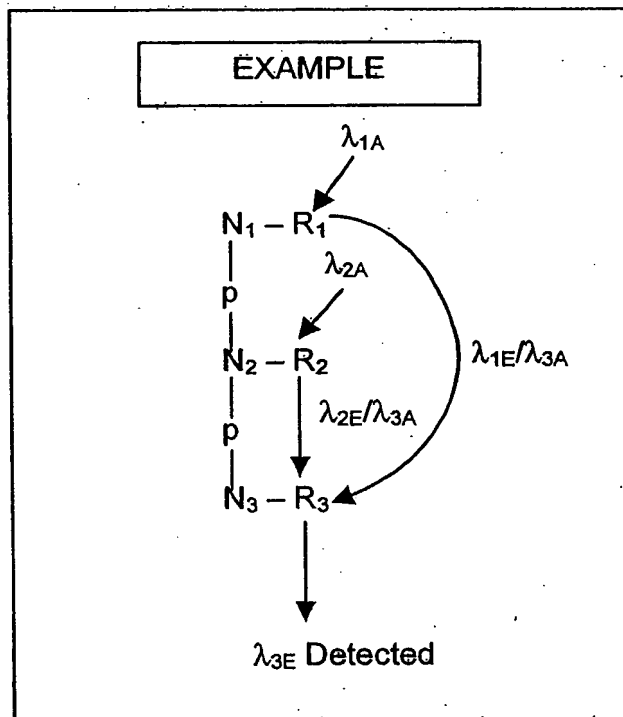 EXAMPLE
λ1A
N1 – R1
λ2A
p
N2 – R2
λ1E/λ3A
λ2E/λ3A
p
N3 – R3
λ3E Detected